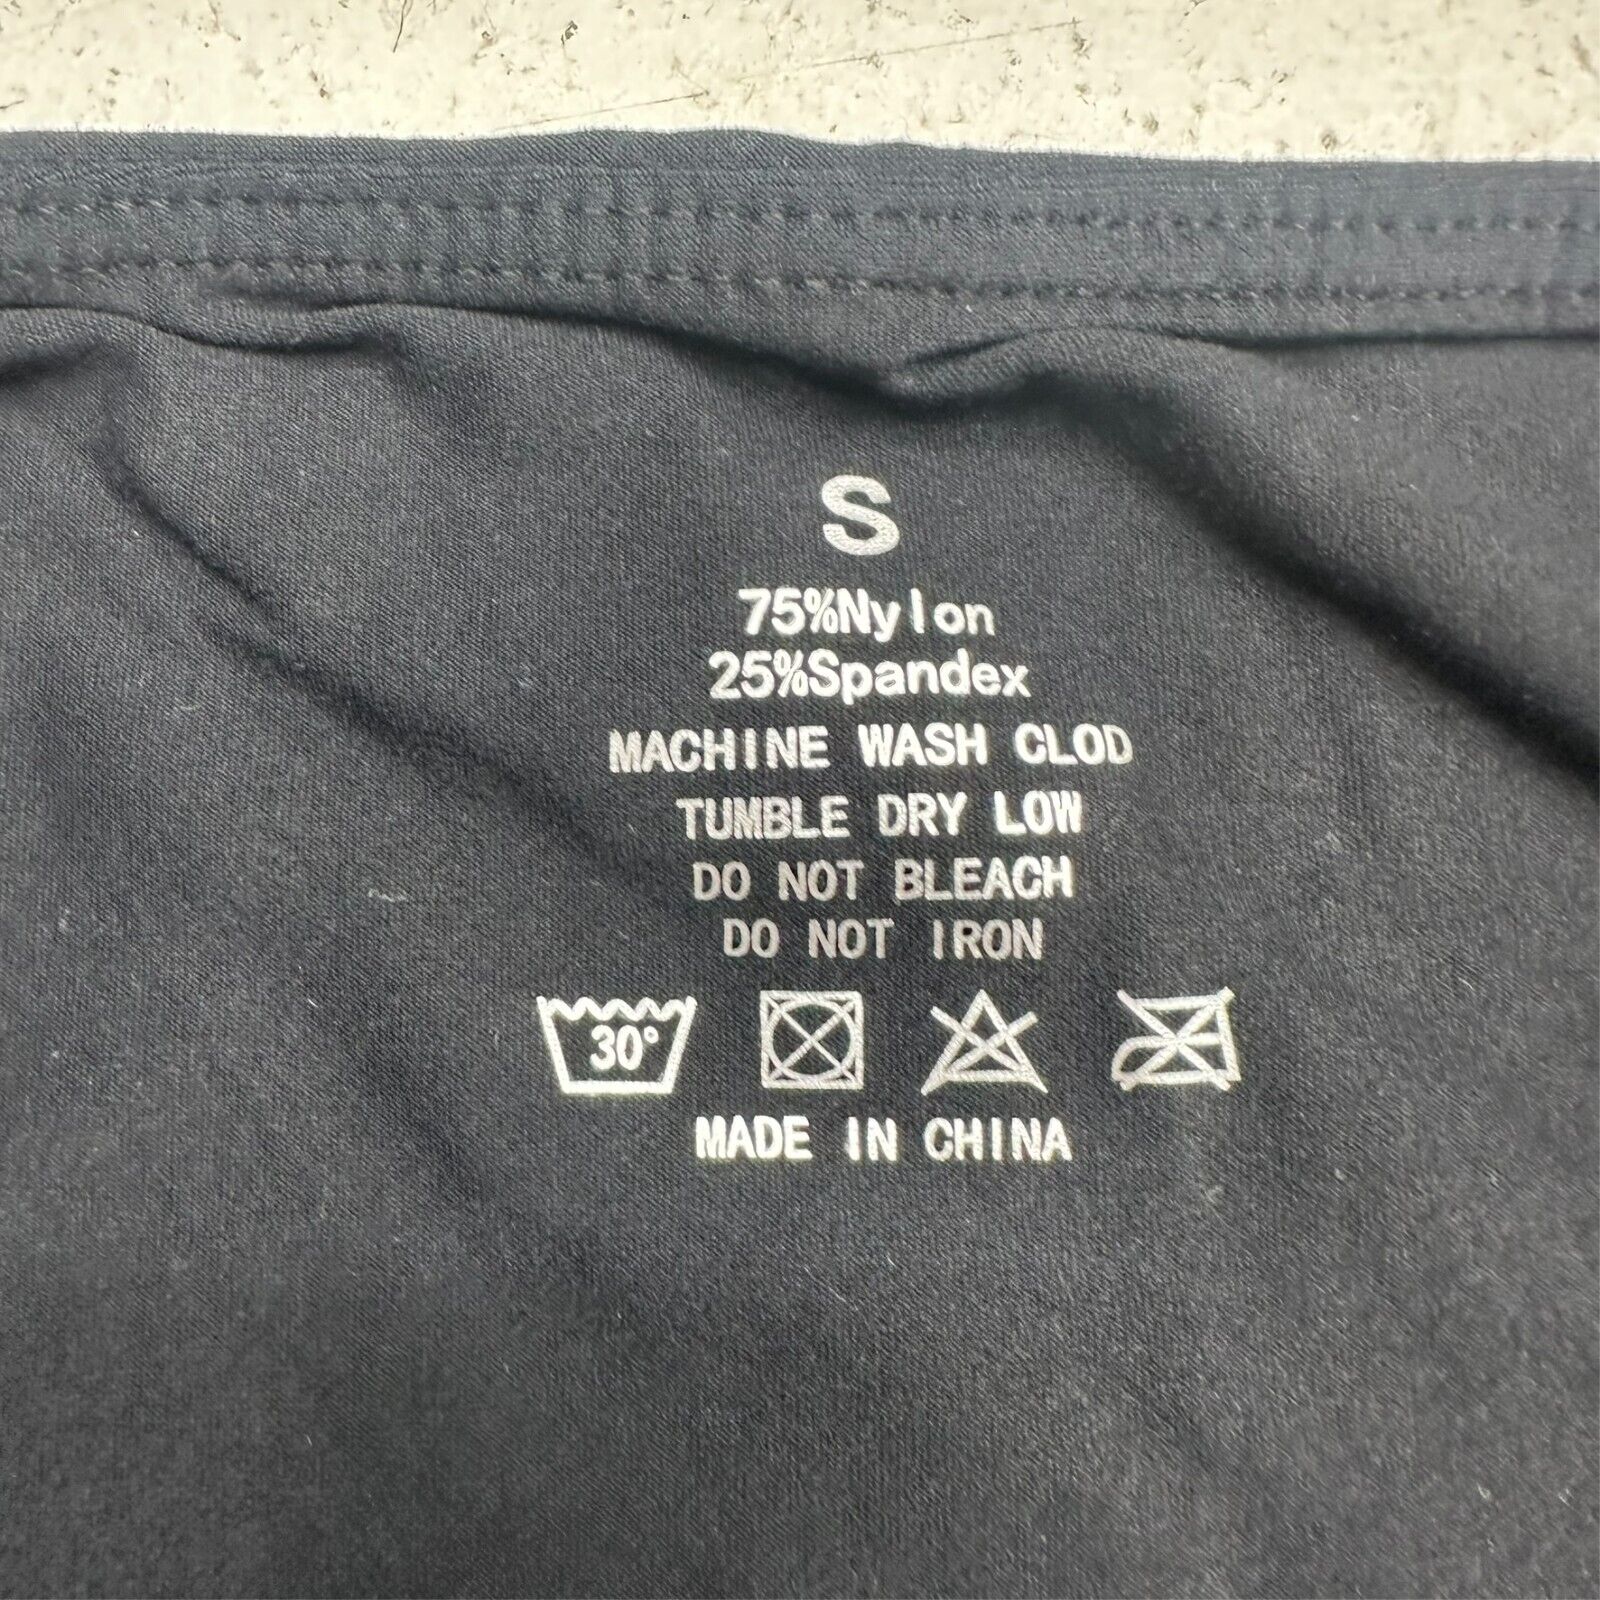 S
75%Nylon
25%Spandex
MACHINE WASH CLOD
TUMBLE DRY LOW
DO NOT BLEACH
DO NOT IRON
30°
MADE IN CHINA